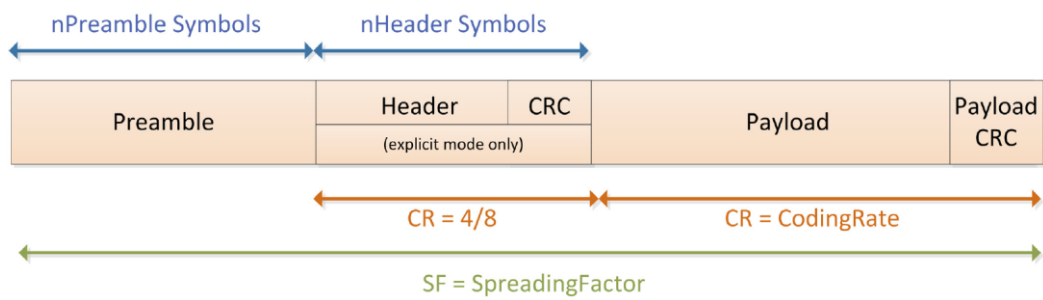 nPreamble Symbols
nHeader Symbols
Preamble
Header
CRC
(explicit mode only)
Payload
Payload
CRC
CR = 4/8
CR = CodingRate
SF = SpreadingFactor